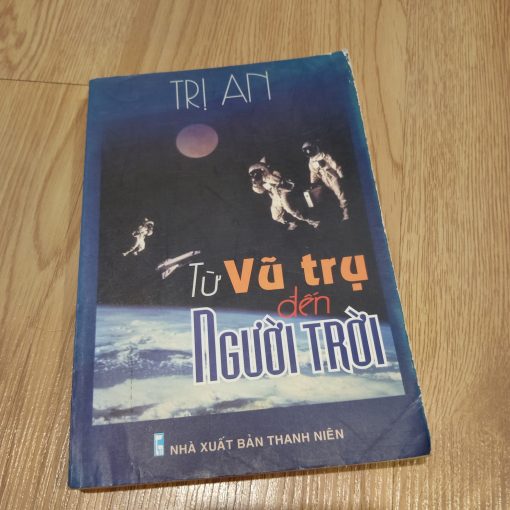 TRỊ AN
Từ Vũ trụ
đến
NGƯỜI TRỜI
NHÀ XUẤT BẢN THANH NIÊN